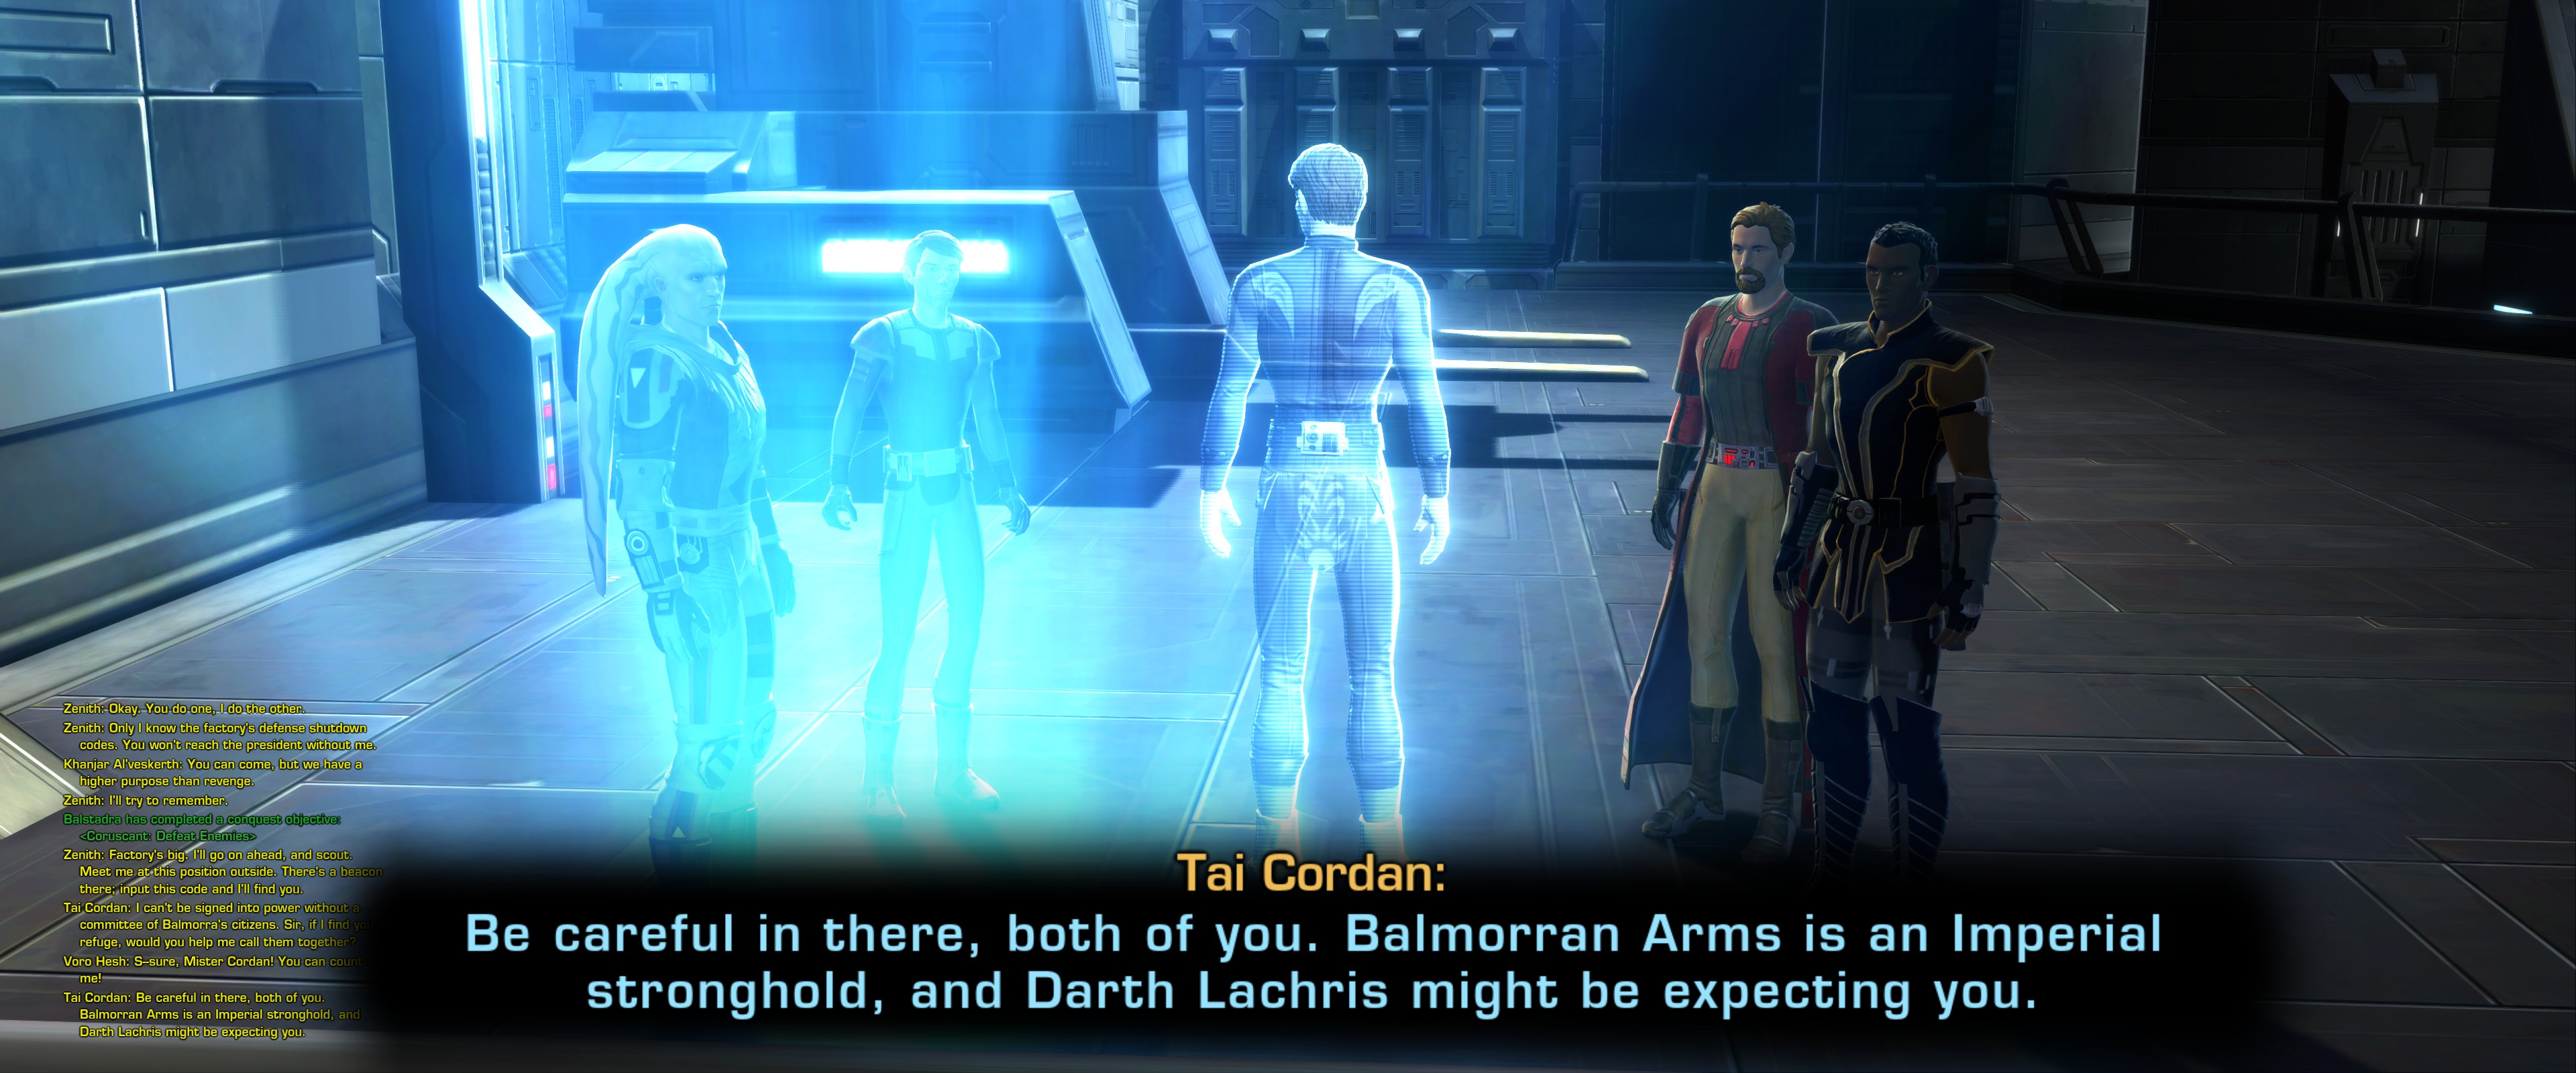 Zenith: Okay. You do one, I do the other.
Zenith: Only I know the factory's defense shutdown
codes. You won't reach the president without me.
Khanjar Al'veskerth: You can come, but we have a
higher purpose than revenge.
Zenith: I'll try to remember.
Balstadra has completed a conquest objective:
<Coruscant: Defeat Enemies>
Zenith: Factory's big. I'll go on ahead, and scout.
Meet me at this position outside. There's a beacon
there; input this code and I'll find you.
Tai Cordan: I can't be signed into power without a
committee of Balmorra's citizens. Sir, if I find you
refuge, would you help me call them together?
Voro Hesh: S–sure, Mister Cordan! You can count
me!
Tai Cordan: Be careful in there, both of you.
Balmorran Arms is an Imperial stronghold, and
Darth Lachris might be expecting you.
Tai Cordan:
Be careful in there, both of you. Balmorran Arms is an Imperial
stronghold, and Darth Lachris might be expecting you.